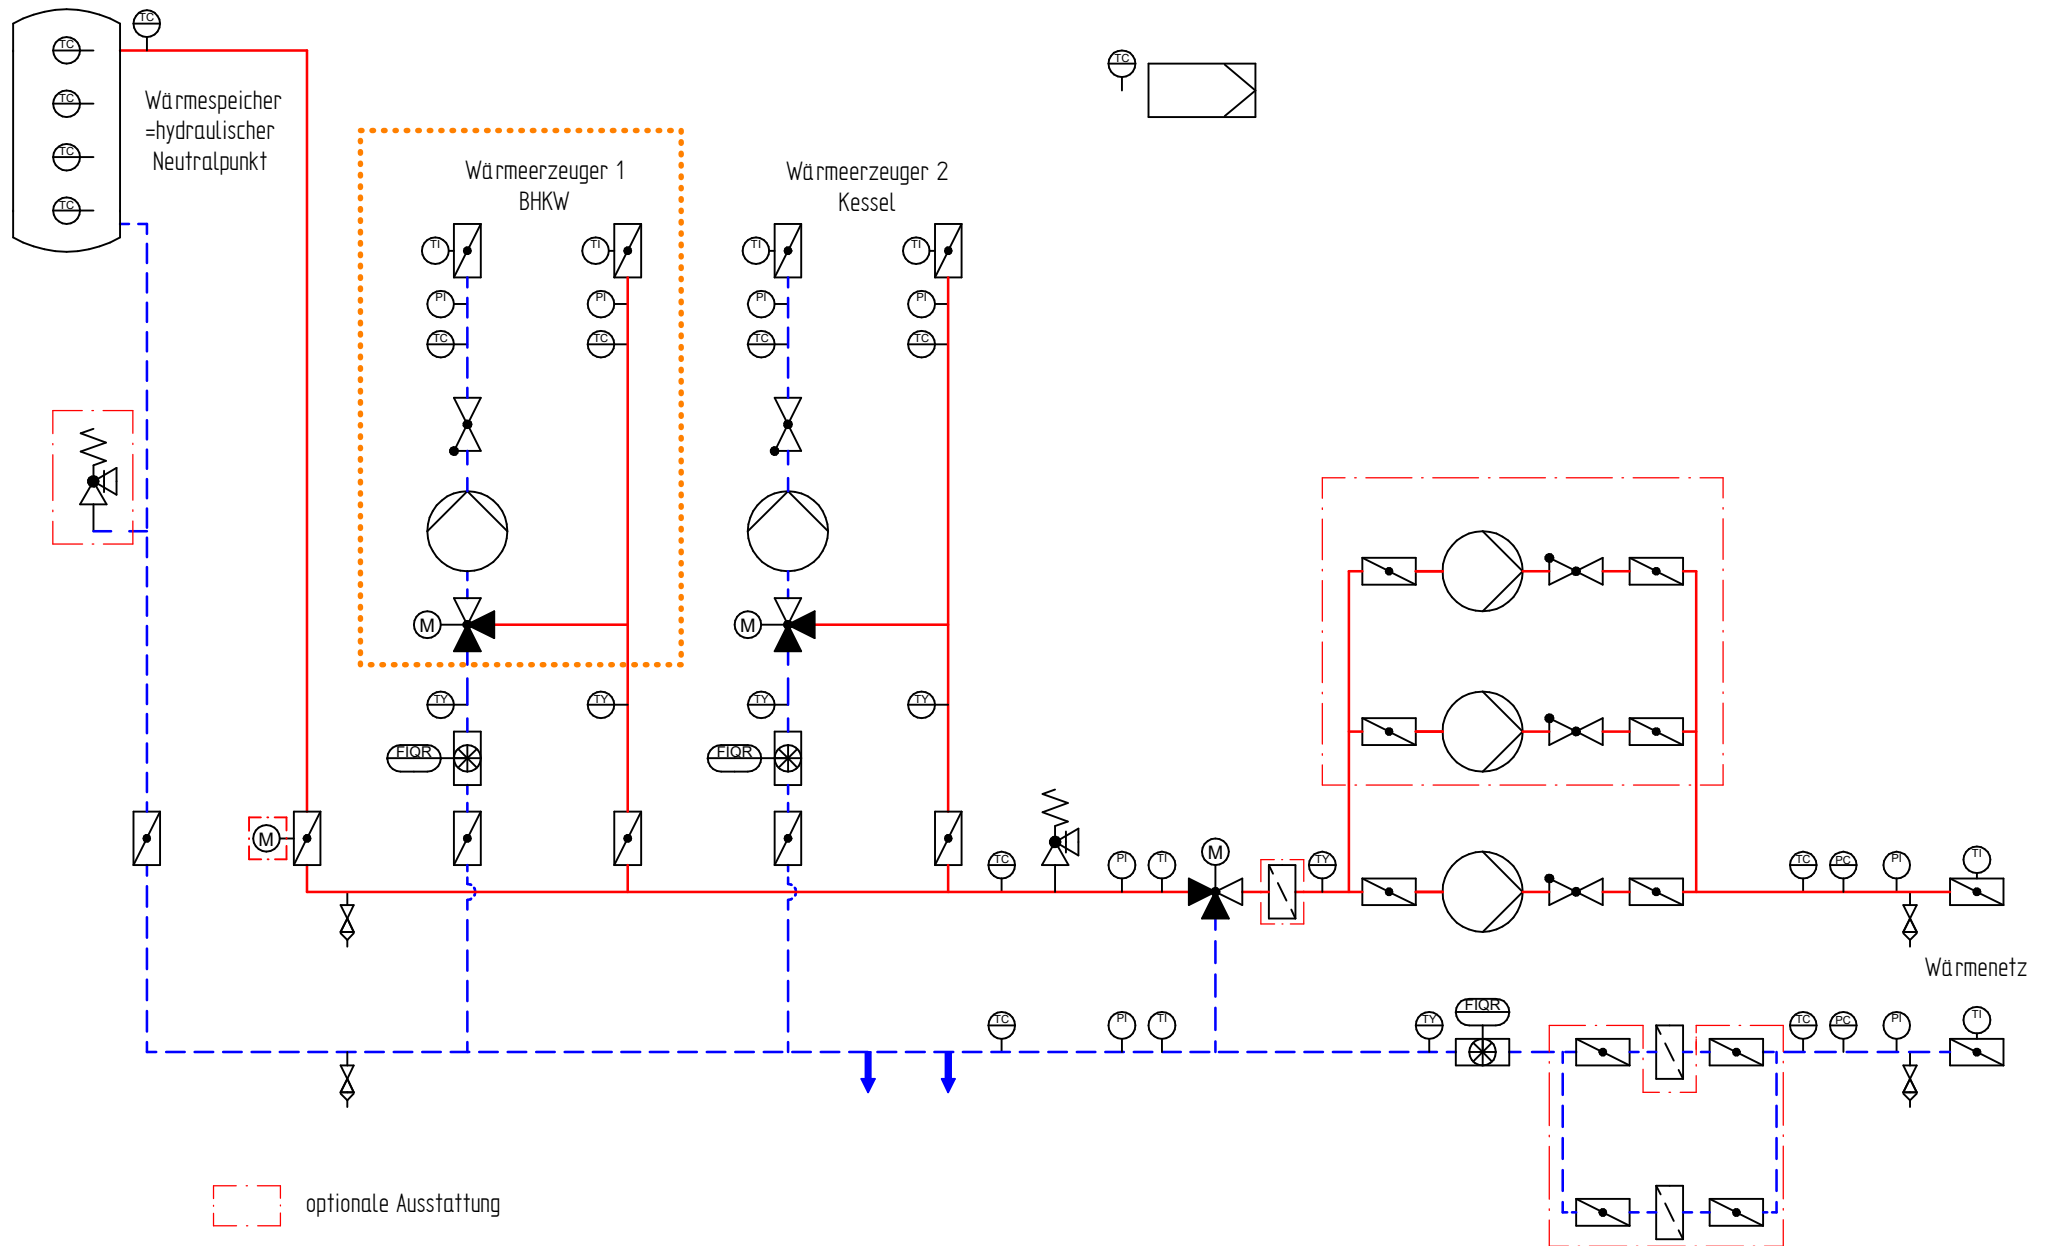 TC
TC
TC
TC
TC
Wärmespeicher
=hydraulischer
Neutralpunkt
TC
Wärmeerzeuger 1
BHKW
Wärmeerzeuger 2
Kessel
TI
TI
TI
TI
PI
PI
PI
PI
TC
TC
TC
TC
M
M
TY
TY
TY
TY
FIQR
FIQR
M
TC
PI
TI
M
TY
TC
PC
PI
TI
Wärmenetz
TC
PI
TI
TY
FIQR
TC
PC
PI
TI
optionale Ausstattung